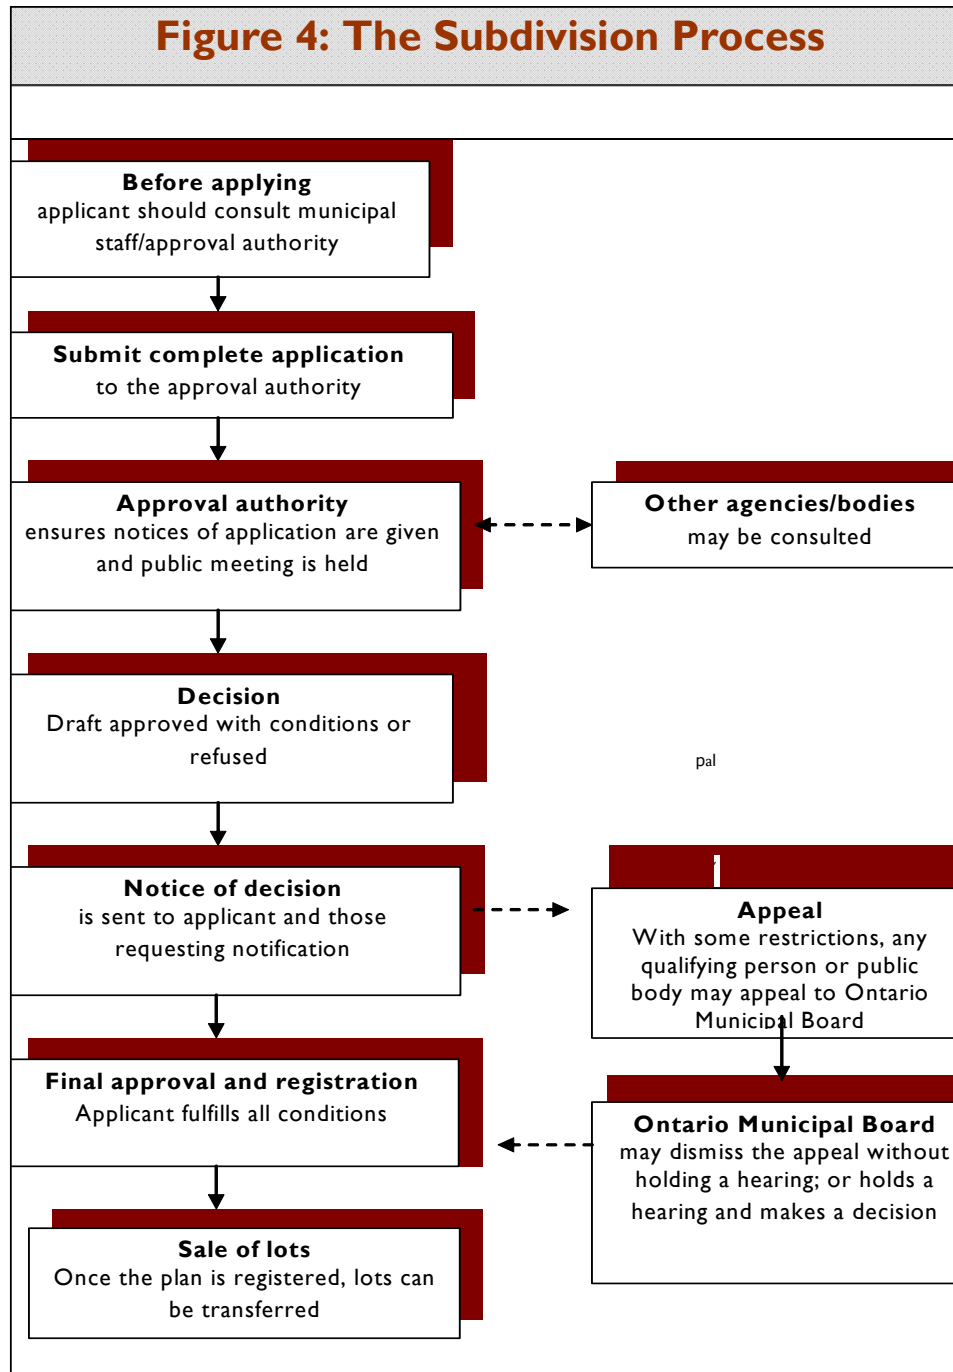 Figure 4: The Subdivision Process
Before applying
applicant should consult municipal
staff/approval authority
Submit complete application
to the approval authority
Approval authority
ensures notices of application are given
and public meeting is held
Other agencies/bodies
may be consulted
Decision
Draft approved with conditions or
refused
pal
Notice of decision
is sent to applicant and those
requesting notification
Appeal
With some restrictions, any
qualifying person or public
body may appeal to Ontario
Municipal Board
Final approval and registration
Applicant fulfills all conditions
Ontario Municipal Board
may dismiss the appeal without
holding a hearing; or holds a
hearing and makes a decision
Sale of lots
Once the plan is registered, lots can
be transferred